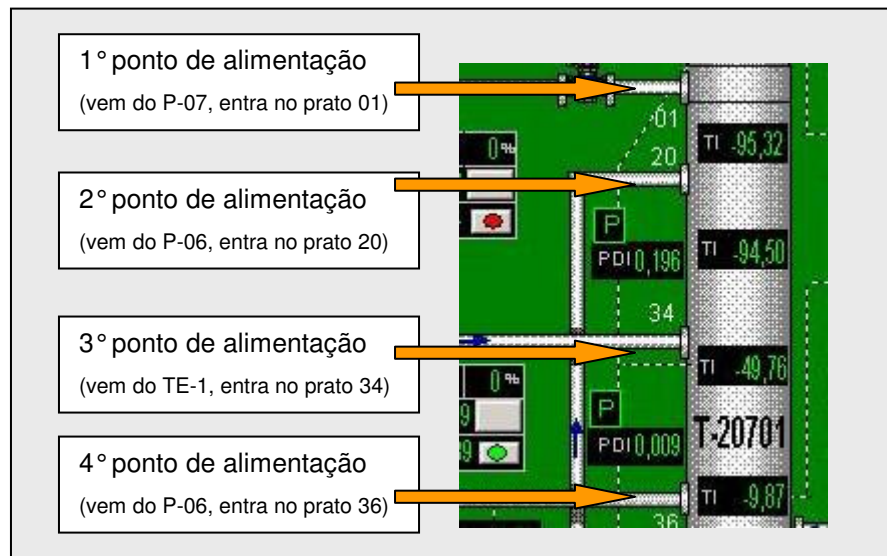 1° ponto de alimentação
(vem do P-07, entra no prato 01)
2° ponto de alimentação
(vem do P-06, entra no prato 20)
3° ponto de alimentação
(vem do TE-1, entra no prato 34)
4° ponto de alimentação
(vem do P-06, entra no prato 36)
01
0%
20
TI -95,32
P
PDI 0,196
TI -94,50
34
TI -49,76
0%
9
P
9
PDI 0,009
T-20701
TI -9,87
36